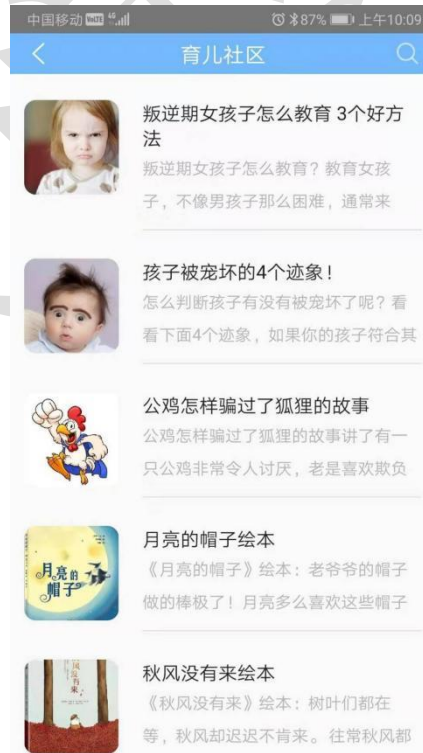 中国移动 VoLTE 4G 87% 上午10:09
育儿社区
叛逆期女孩子怎么教育 3个好方
法
叛逆期女孩子怎么教育？教育女孩
子，不像男孩子那么困难，通常来
孩子被宠坏的4个迹象！
怎么判断孩子有没有被宠坏了呢？看
看下面4个迹象，如果你的孩子符合其
公鸡怎样骗过了狐狸的故事
公鸡怎样骗过了狐狸的故事讲了有一
只公鸡非常令人讨厌，老是喜欢欺负
月亮的
帽子
月亮的帽子绘本
《月亮的帽子》绘本：老爷爷的帽子
做的棒极了！月亮多么喜欢这些帽子
秋风没有来绘本
《秋风没有来》绘本：树叶们都在
等，秋风却迟迟不肯来。往常秋风都